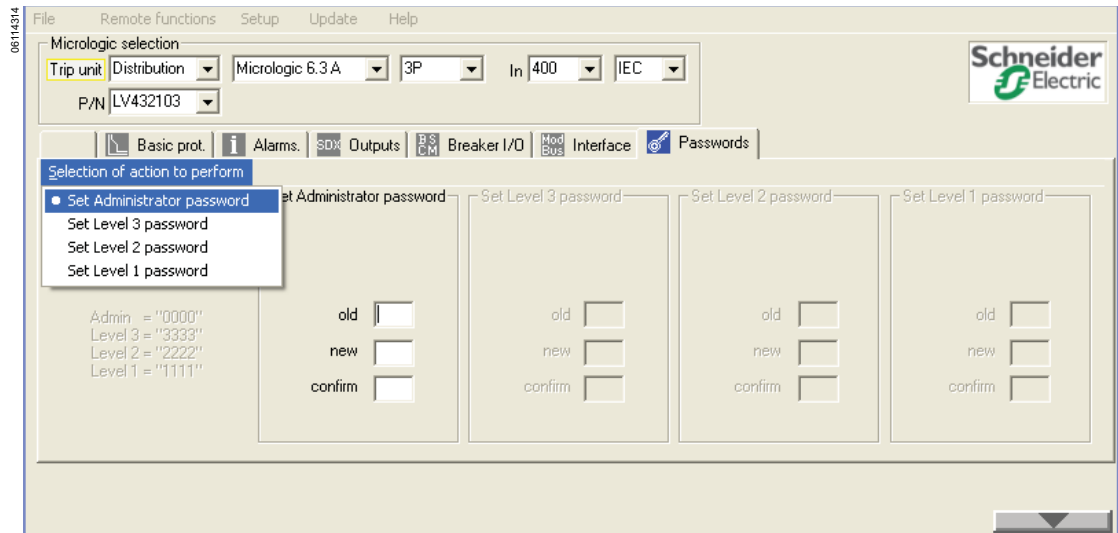 06114314
File Remote functions Setup Update Help
Micrologic selection
Trip unit Distribution Micrologic 6.3 A 3P In 400 IEC
P/N LV432103
Schneider
Electric
Basic prot. i Alarms. SDX Outputs BS CM Breaker I/O Mod Bus Interface Passwords
Selection of action to perform
Set Administrator password
Set Level 3 password
Set Level 2 password
Set Level 1 password
et Administrator password Set Level 3 password Set Level 2 password Set Level 1 password
Admin = "0000"
Level 3 = "3333"
Level 2 = "2222"
Level 1 = "1111"
old old old old
new new new new
confirm confirm confirm confirm